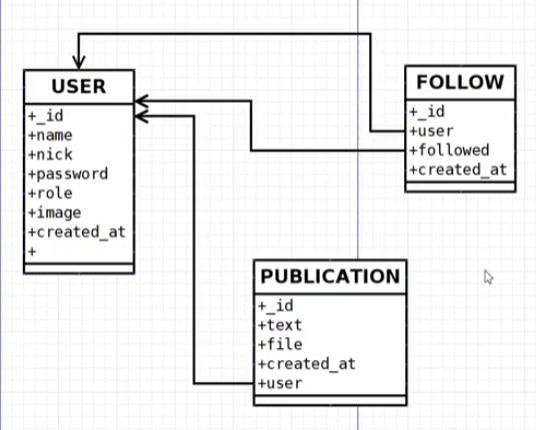 USER
+_id
+name
+nick
+password
+role
+image
+created_at
+
FOLLOW
+_id
+user
+followed
+created_at
PUBLICATION
+_id
+text
+file
+created_at
+user